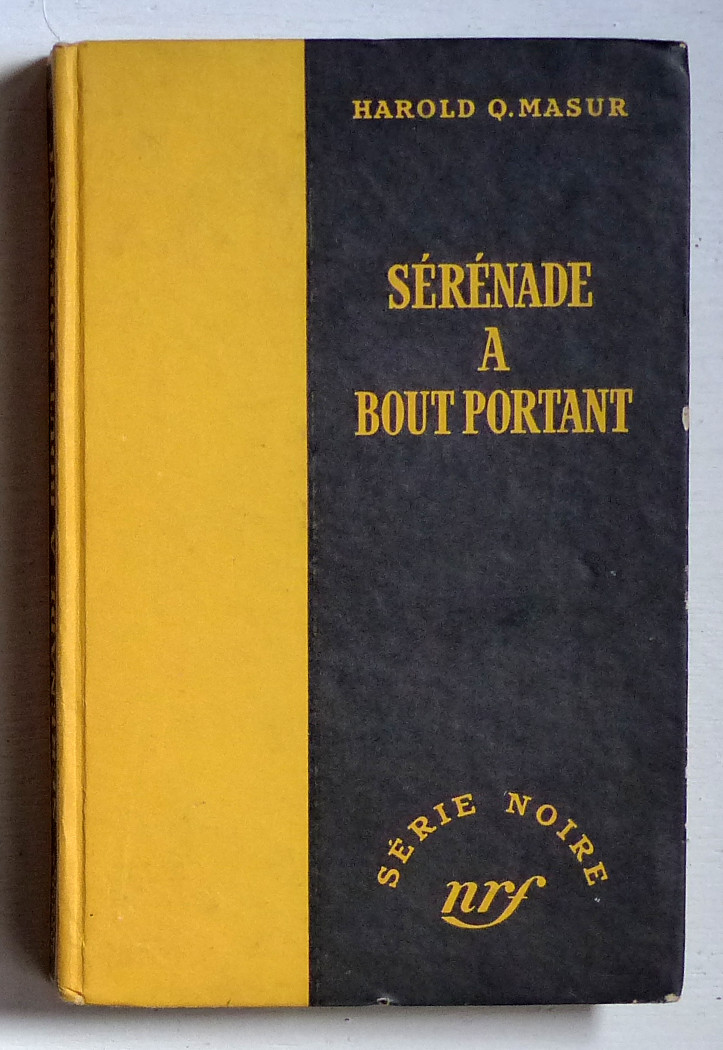 HAROLD Q. MASUR
SÉRÉNADE
A
BOUT PORTANT
SÉRIE NOIRE
nrf